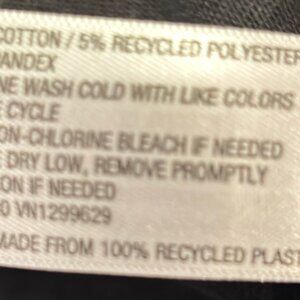 COTTON / 5% RECYCLED POLYESTER
ANDEX
NE WASH COLD WITH LIKE COLORS
E CYCLE
ON-CHLORINE BLEACH IF NEEDED
E DRY LOW, REMOVE PROMPTLY
ON IF NEEDED
0 VN1299629
MADE FROM 100% RECYCLED PLAST